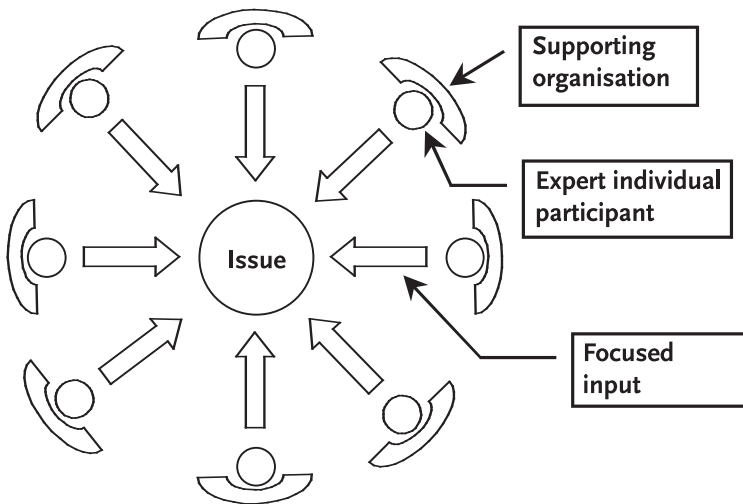 Supporting
organisation
Expert individual
participant
Issue
Focused
input